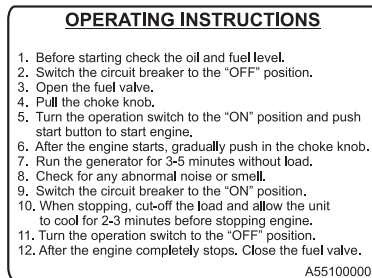 OPERATING INSTRUCTIONS
1. Before starting check the oil and fuel level.
2. Switch the circuit breaker to the “OFF” position.
3. Open the fuel valve.
4. Pull the choke knob.
5. Turn the operation switch to the “ON” position and push
start button to start engine.
6. After the engine starts, gradually push in the choke knob.
7. Run the generator for 3-5 minutes without load.
8. Check for any abnormal noise or smell.
9. Switch the circuit breaker to the “ON” position.
10. When stopping, cut-off the load and allow the unit
to cool for 2-3 minutes before stopping engine.
11. Turn the operation switch to the “OFF” position.
12. After the engine completely stops. Close the fuel valve.
A55100000